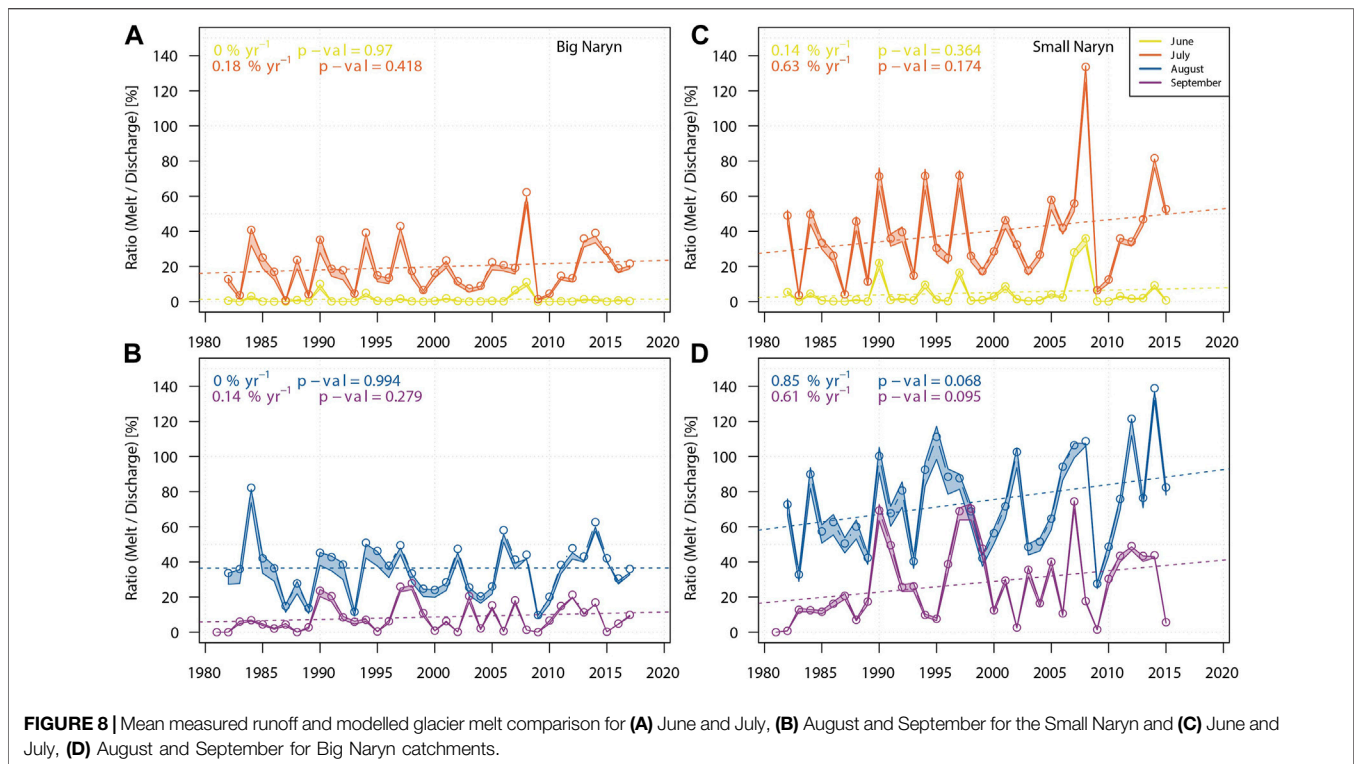 A
0 % yr⁻¹ p – val = 0.97
0.18 % yr⁻¹ p – val = 0.418
Big Naryn
Ratio (Melt / Discharge) [%]
140
120
100
80
60
40
20
0
1980 1985 1990 1995 2000 2005 2010 2015 2020
C
0.14 % yr⁻¹ p – val = 0.364
0.63 % yr⁻¹ p – val = 0.174
Small Naryn
June
July
August
September
Ratio (Melt / Discharge) [%]
140
120
100
80
60
40
20
0
1980 1985 1990 1995 2000 2005 2010 2015 2020
B
0 % yr⁻¹ p – val = 0.994
0.14 % yr⁻¹ p – val = 0.279
Ratio (Melt / Discharge) [%]
140
120
100
80
60
40
20
0
1980 1985 1990 1995 2000 2005 2010 2015 2020
D
0.85 % yr⁻¹ p – val = 0.068
0.61 % yr⁻¹ p – val = 0.095
Ratio (Melt / Discharge) [%]
140
120
100
80
60
40
20
0
1980 1985 1990 1995 2000 2005 2010 2015 2020
FIGURE 8 | Mean measured runoff and modelled glacier melt comparison for (A) June and July, (B) August and September for the Small Naryn and (C) June and
July, (D) August and September for Big Naryn catchments.